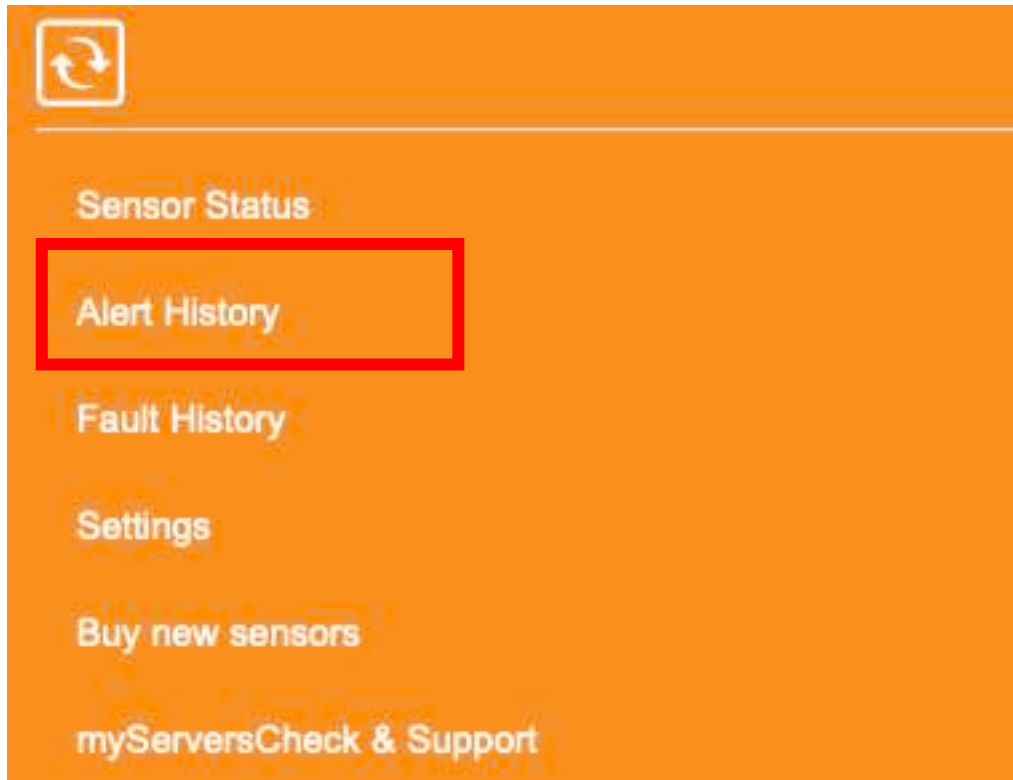 Sensor Status
Alert History
Fault History
Settings
Buy new sensors
myServersCheck & Support